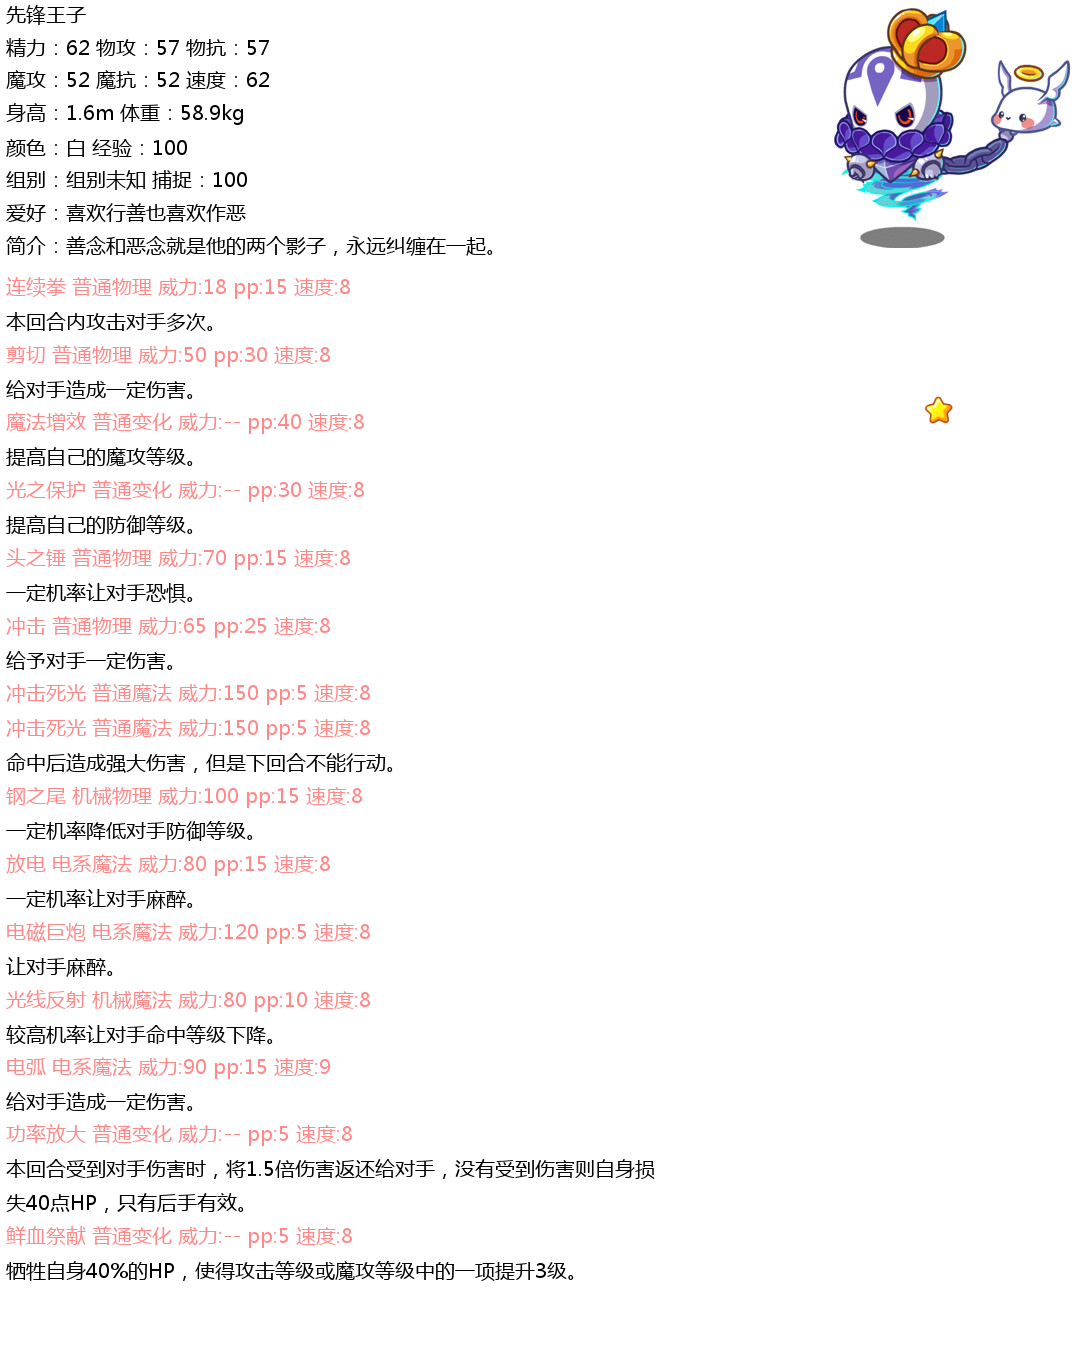 先锋王子
精力：62 物攻：57 物抗：57
魔攻：52 魔抗：52 速度：62
身高：1.6m 体重：58.9kg
颜色：白 经验：100
组别：组别未知 捕捉：100
爱好：喜欢行善也喜欢作恶
简介：善念和恶念就是他的两个影子，永远纠缠在一起。
连续拳 普通物理 威力:18 pp:15 速度:8
本回合内攻击对手多次。
剪切 普通物理 威力:50 pp:30 速度:8
给对手造成一定伤害。
魔法增效 普通变化 威力:-- pp:40 速度:8
提高自己的魔攻等级。
光之保护 普通变化 威力:-- pp:30 速度:8
提高自己的防御等级。
头之锤 普通物理 威力:70 pp:15 速度:8
一定机率让对手恐惧。
冲击 普通物理 威力:65 pp:25 速度:8
给予对手一定伤害。
冲击死光 普通魔法 威力:150 pp:5 速度:8
冲击死光 普通魔法 威力:150 pp:5 速度:8
命中后造成强大伤害，但是下回合不能行动。
钢之尾 机械物理 威力:100 pp:15 速度:8
一定机率降低对手防御等级。
放电 电系魔法 威力:80 pp:15 速度:8
一定机率让对手麻醉。
电磁巨炮 电系魔法 威力:120 pp:5 速度:8
让对手麻醉。
光线反射 机械魔法 威力:80 pp:10 速度:8
较高机率让对手命中等级下降。
电弧 电系魔法 威力:90 pp:15 速度:9
给对手造成一定伤害。
功率放大 普通变化 威力:-- pp:5 速度:8
本回合受到对手伤害时，将1.5倍伤害返还给对手，没有受到伤害则自身损
失40点HP，只有后手有效。
鲜血祭献 普通变化 威力:-- pp:5 速度:8
牺牲自身40%的HP，使得攻击等级或魔攻等级中的一项提升3级。